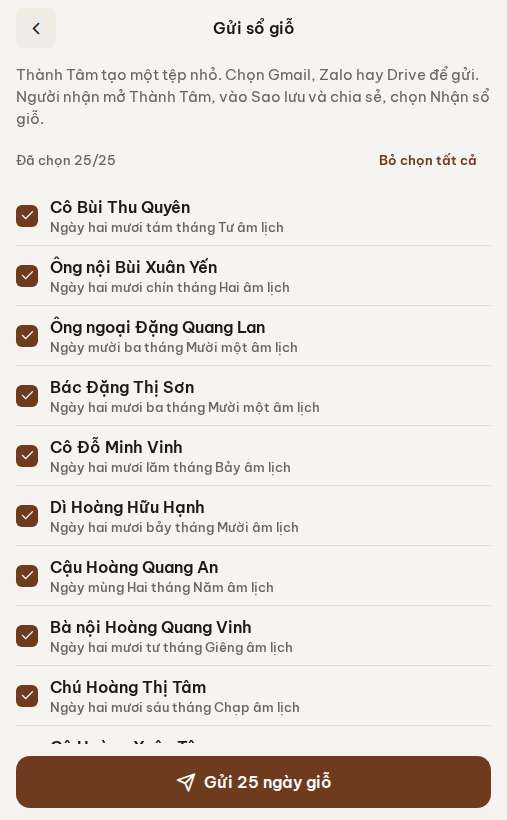 Gửi sổ giỗ
Thành Tâm tạo một tệp nhỏ. Chọn Gmail, Zalo hay Drive để gửi.
Người nhận mở Thành Tâm, vào Sao lưu và chia sẻ, chọn Nhận sổ
giỗ.
Đã chọn 25/25
Bỏ chọn tất cả
Cô Bùi Thu Quyên
Ngày hai mươi tám tháng Tư âm lịch
Ông nội Bùi Xuân Yến
Ngày hai mươi chín tháng Hai âm lịch
Ông ngoại Đặng Quang Lan
Ngày mười ba tháng Mười một âm lịch
Bác Đặng Thị Sơn
Ngày hai mươi ba tháng Mười một âm lịch
Cô Đỗ Minh Vinh
Ngày hai mươi lăm tháng Bảy âm lịch
Dì Hoàng Hữu Hạnh
Ngày hai mươi bảy tháng Mười âm lịch
Cậu Hoàng Quang An
Ngày mùng Hai tháng Năm âm lịch
Bà nội Hoàng Quang Vinh
Ngày hai mươi tư tháng Giêng âm lịch
Chú Hoàng Thị Tâm
Ngày hai mươi sáu tháng Chạp âm lịch
Gửi 25 ngày giỗ